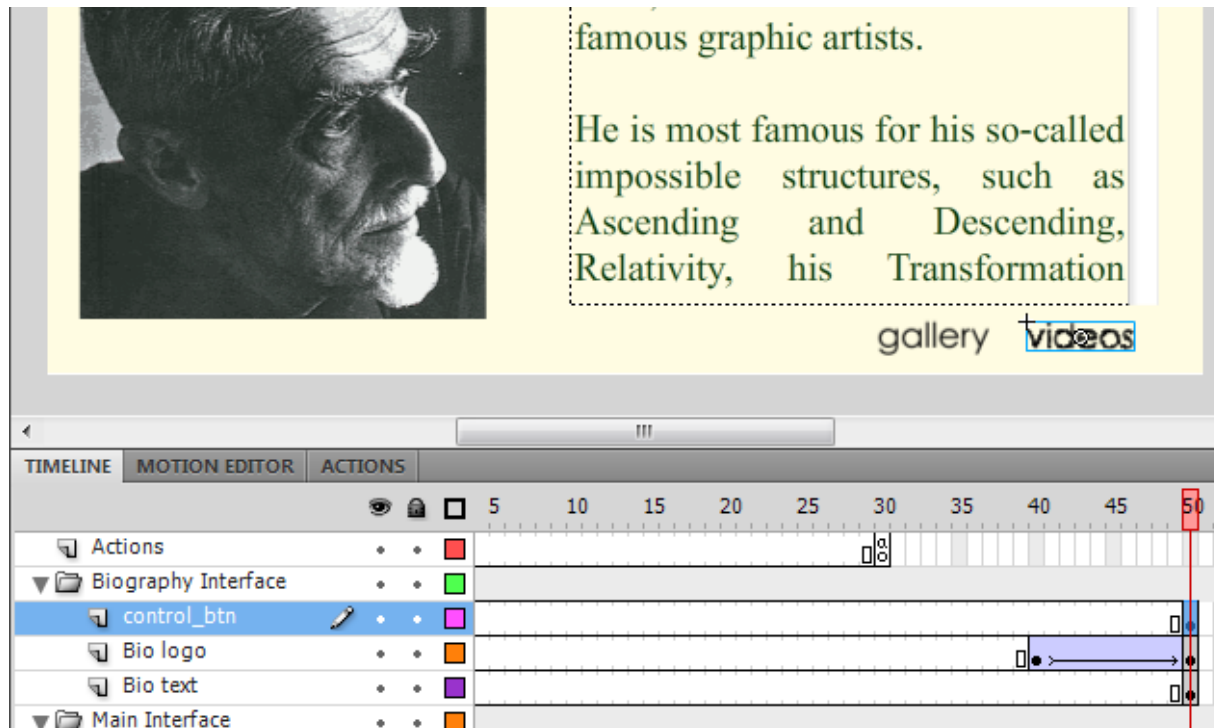 famous graphic artists.
He is most famous for his so-called
impossible structures, such as
Ascending and Descending,
Relativity, his Transformation
gallery videos
TIMELINE MOTION EDITOR ACTIONS
5 10 15 20 25 30 35 40 45 50
Actions
a
Biography Interface
control_btn
Bio logo
Bio text
Main Interface